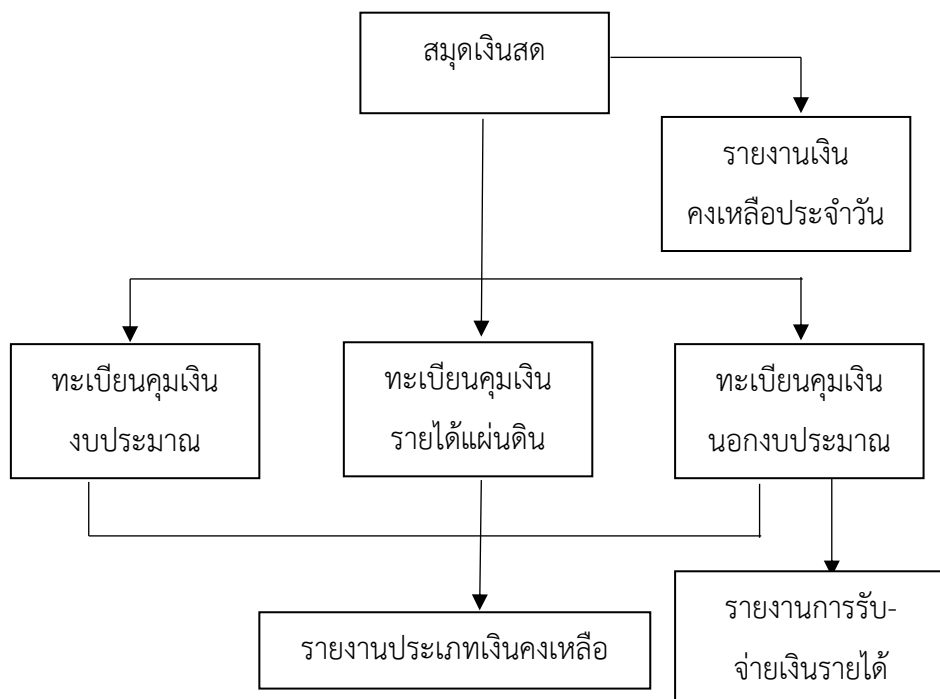 สมุดเงินสด
รายงานเงิน
คงเหลือประจำวัน
ทะเบียนคุมเงิน
งบประมาณ
ทะเบียนคุมเงิน
รายได้แผ่นดิน
ทะเบียนคุมเงิน
นอกงบประมาณ
รายงานประเภทเงินคงเหลือ
รายงานการรับ-
จ่ายเงินรายได้